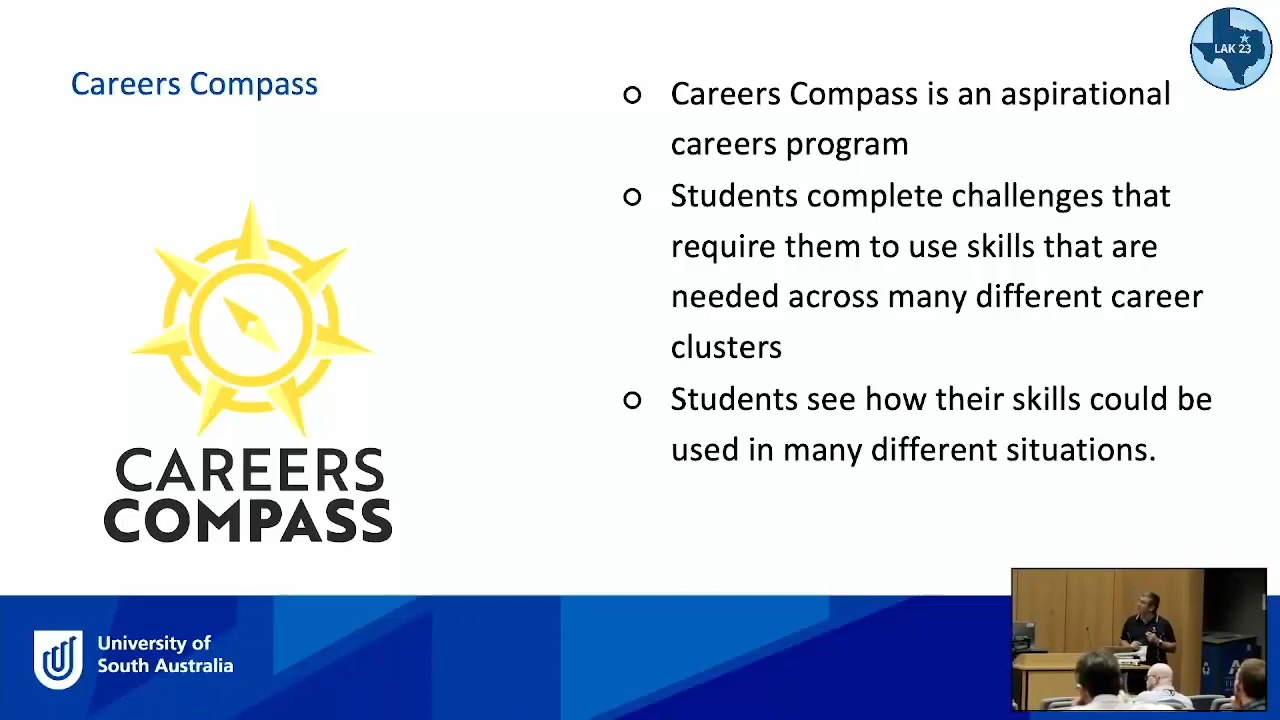 Careers Compass
CAREERS
COMPASS
Careers Compass is an aspirational
careers program
Students complete challenges that
require them to use skills that are
needed across many different career
clusters
Students see how their skills could be
used in many different situations.
LAK 23
University of
South Australia